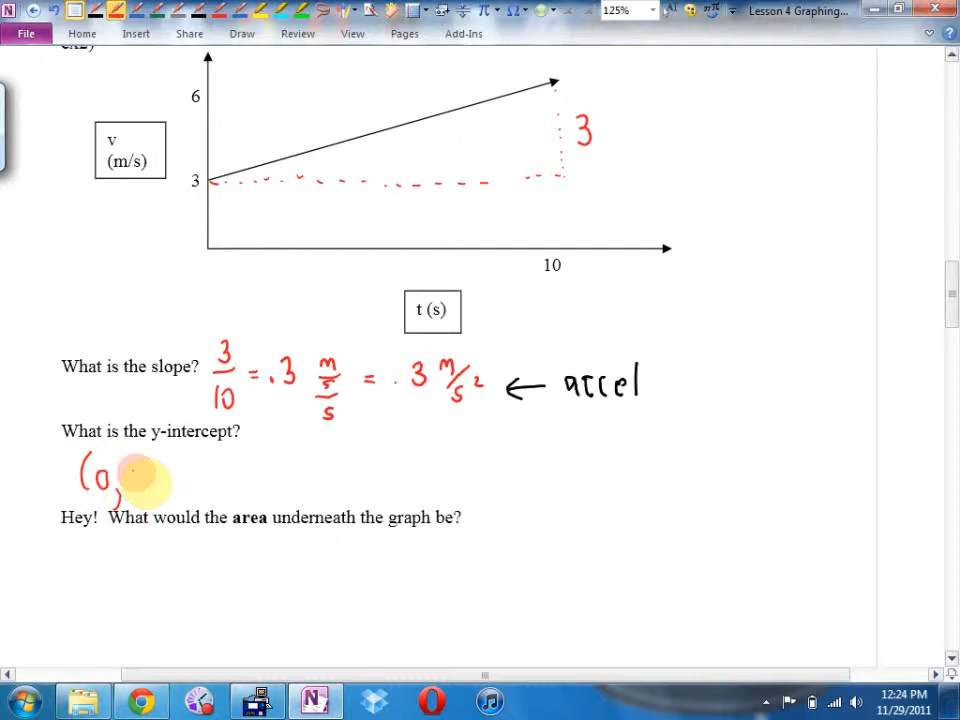 125%
Lesson 4 Graphing...
File Home Insert Share Draw Review View Pages Add-Ins
ex2)
6
3
v
(m/s)
3
10
t (s)
What is the slope? 3/10 = .3 m/s/s = .3 m/s² ← accel
What is the y-intercept?
(0,
Hey! What would the area underneath the graph be?
12:24 PM
11/29/2011